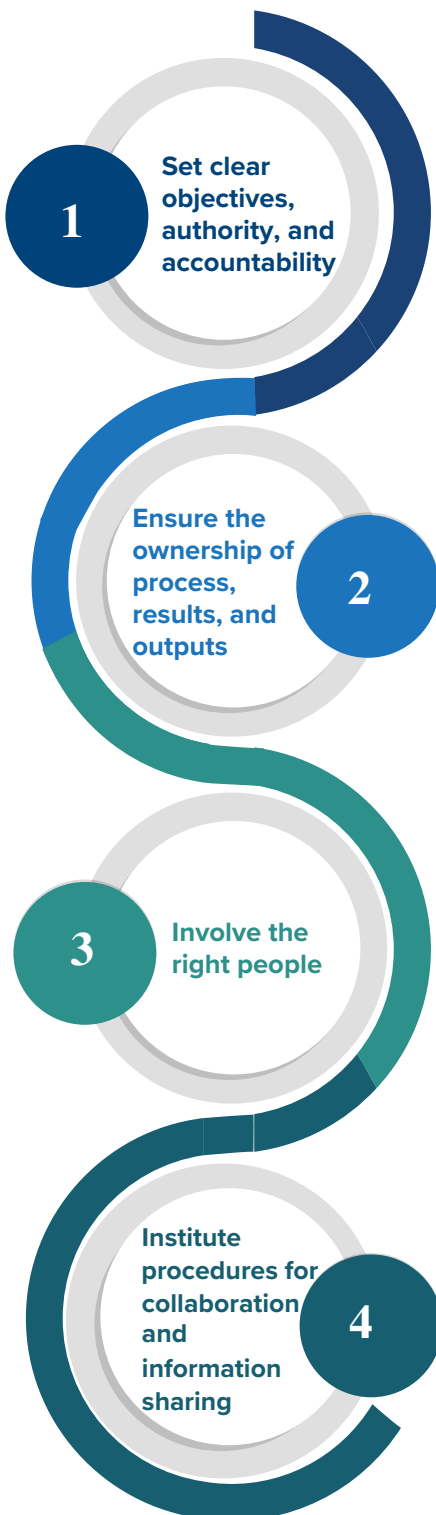 1
Set clear
objectives,
authority, and
accountability
Ensure the
ownership of
process,
results, and
outputs
2
3
Involve the
right people
Institute
procedures for
collaboration
and
information
sharing
4